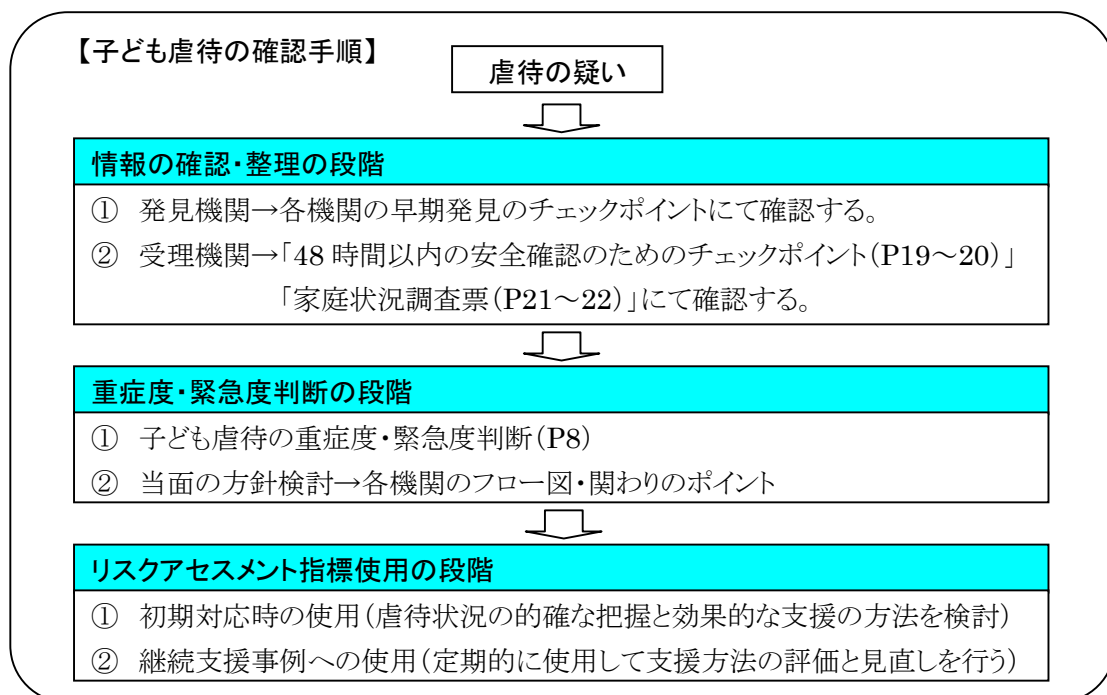 【子ども虐待の確認手順】
虐待の疑い
情報の確認・整理の段階
① 発見機関→各機関の早期発見のチェックポイントにて確認する。
② 受理機関→「48 時間以内の安全確認のためのチェックポイント(P19～20)」
「家庭状況調査票(P21～22)」にて確認する。
重症度・緊急度判断の段階
① 子ども虐待の重症度・緊急度判断(P8)
② 当面の方針検討→各機関のフロー図・関わりのポイント
リスクアセスメント指標使用の段階
① 初期対応時の使用(虐待状況の的確な把握と効果的な支援の方法を検討)
② 継続支援事例への使用(定期的に使用して支援方法の評価と見直しを行う)